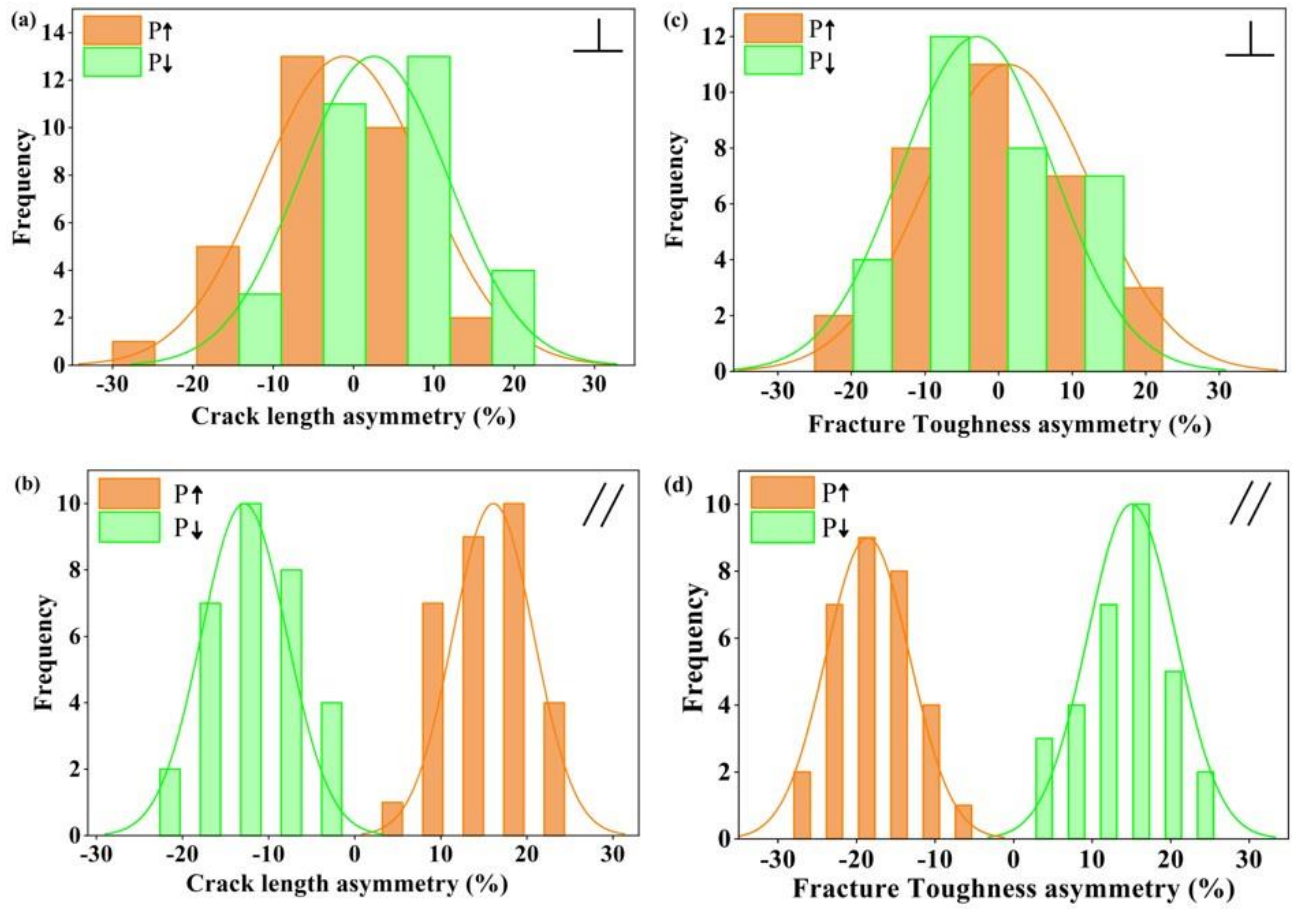 (a)
P↑
P↓
⊥
14
12
10
8
6
4
2
0
Frequency
-30 -20 -10 0 10 20 30
Crack length asymmetry (%)
(c)
P↑
P↓
⊥
12
10
8
6
4
2
0
Frequency
-30 -20 -10 0 10 20 30
Fracture Toughness asymmetry (%)
(b)
P↑
P↓
//
10
8
6
4
2
0
Frequency
-30 -20 -10 0 10 20 30
Crack length asymmetry (%)
(d)
P↑
P↓
//
10
8
6
4
2
0
Frequency
-30 -20 -10 0 10 20 30
Fracture Toughness asymmetry (%)